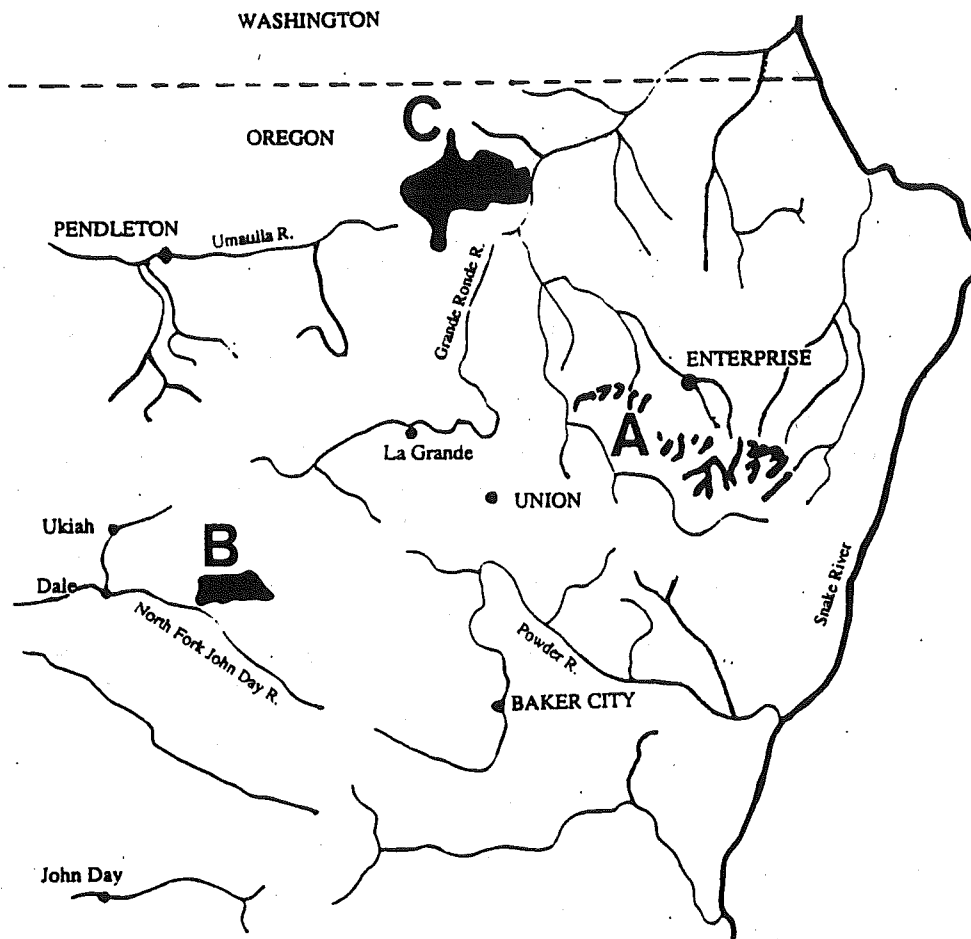 WASHINGTON
C
OREGON
PENDLETON
Umaulla R.
Grande Ronde R.
ENTERPRISE
A
La Grande
UNION
Ukiah
B
Dale
North Fork John Day R.
Powder R.
Snake River
BAKER CITY
John Day